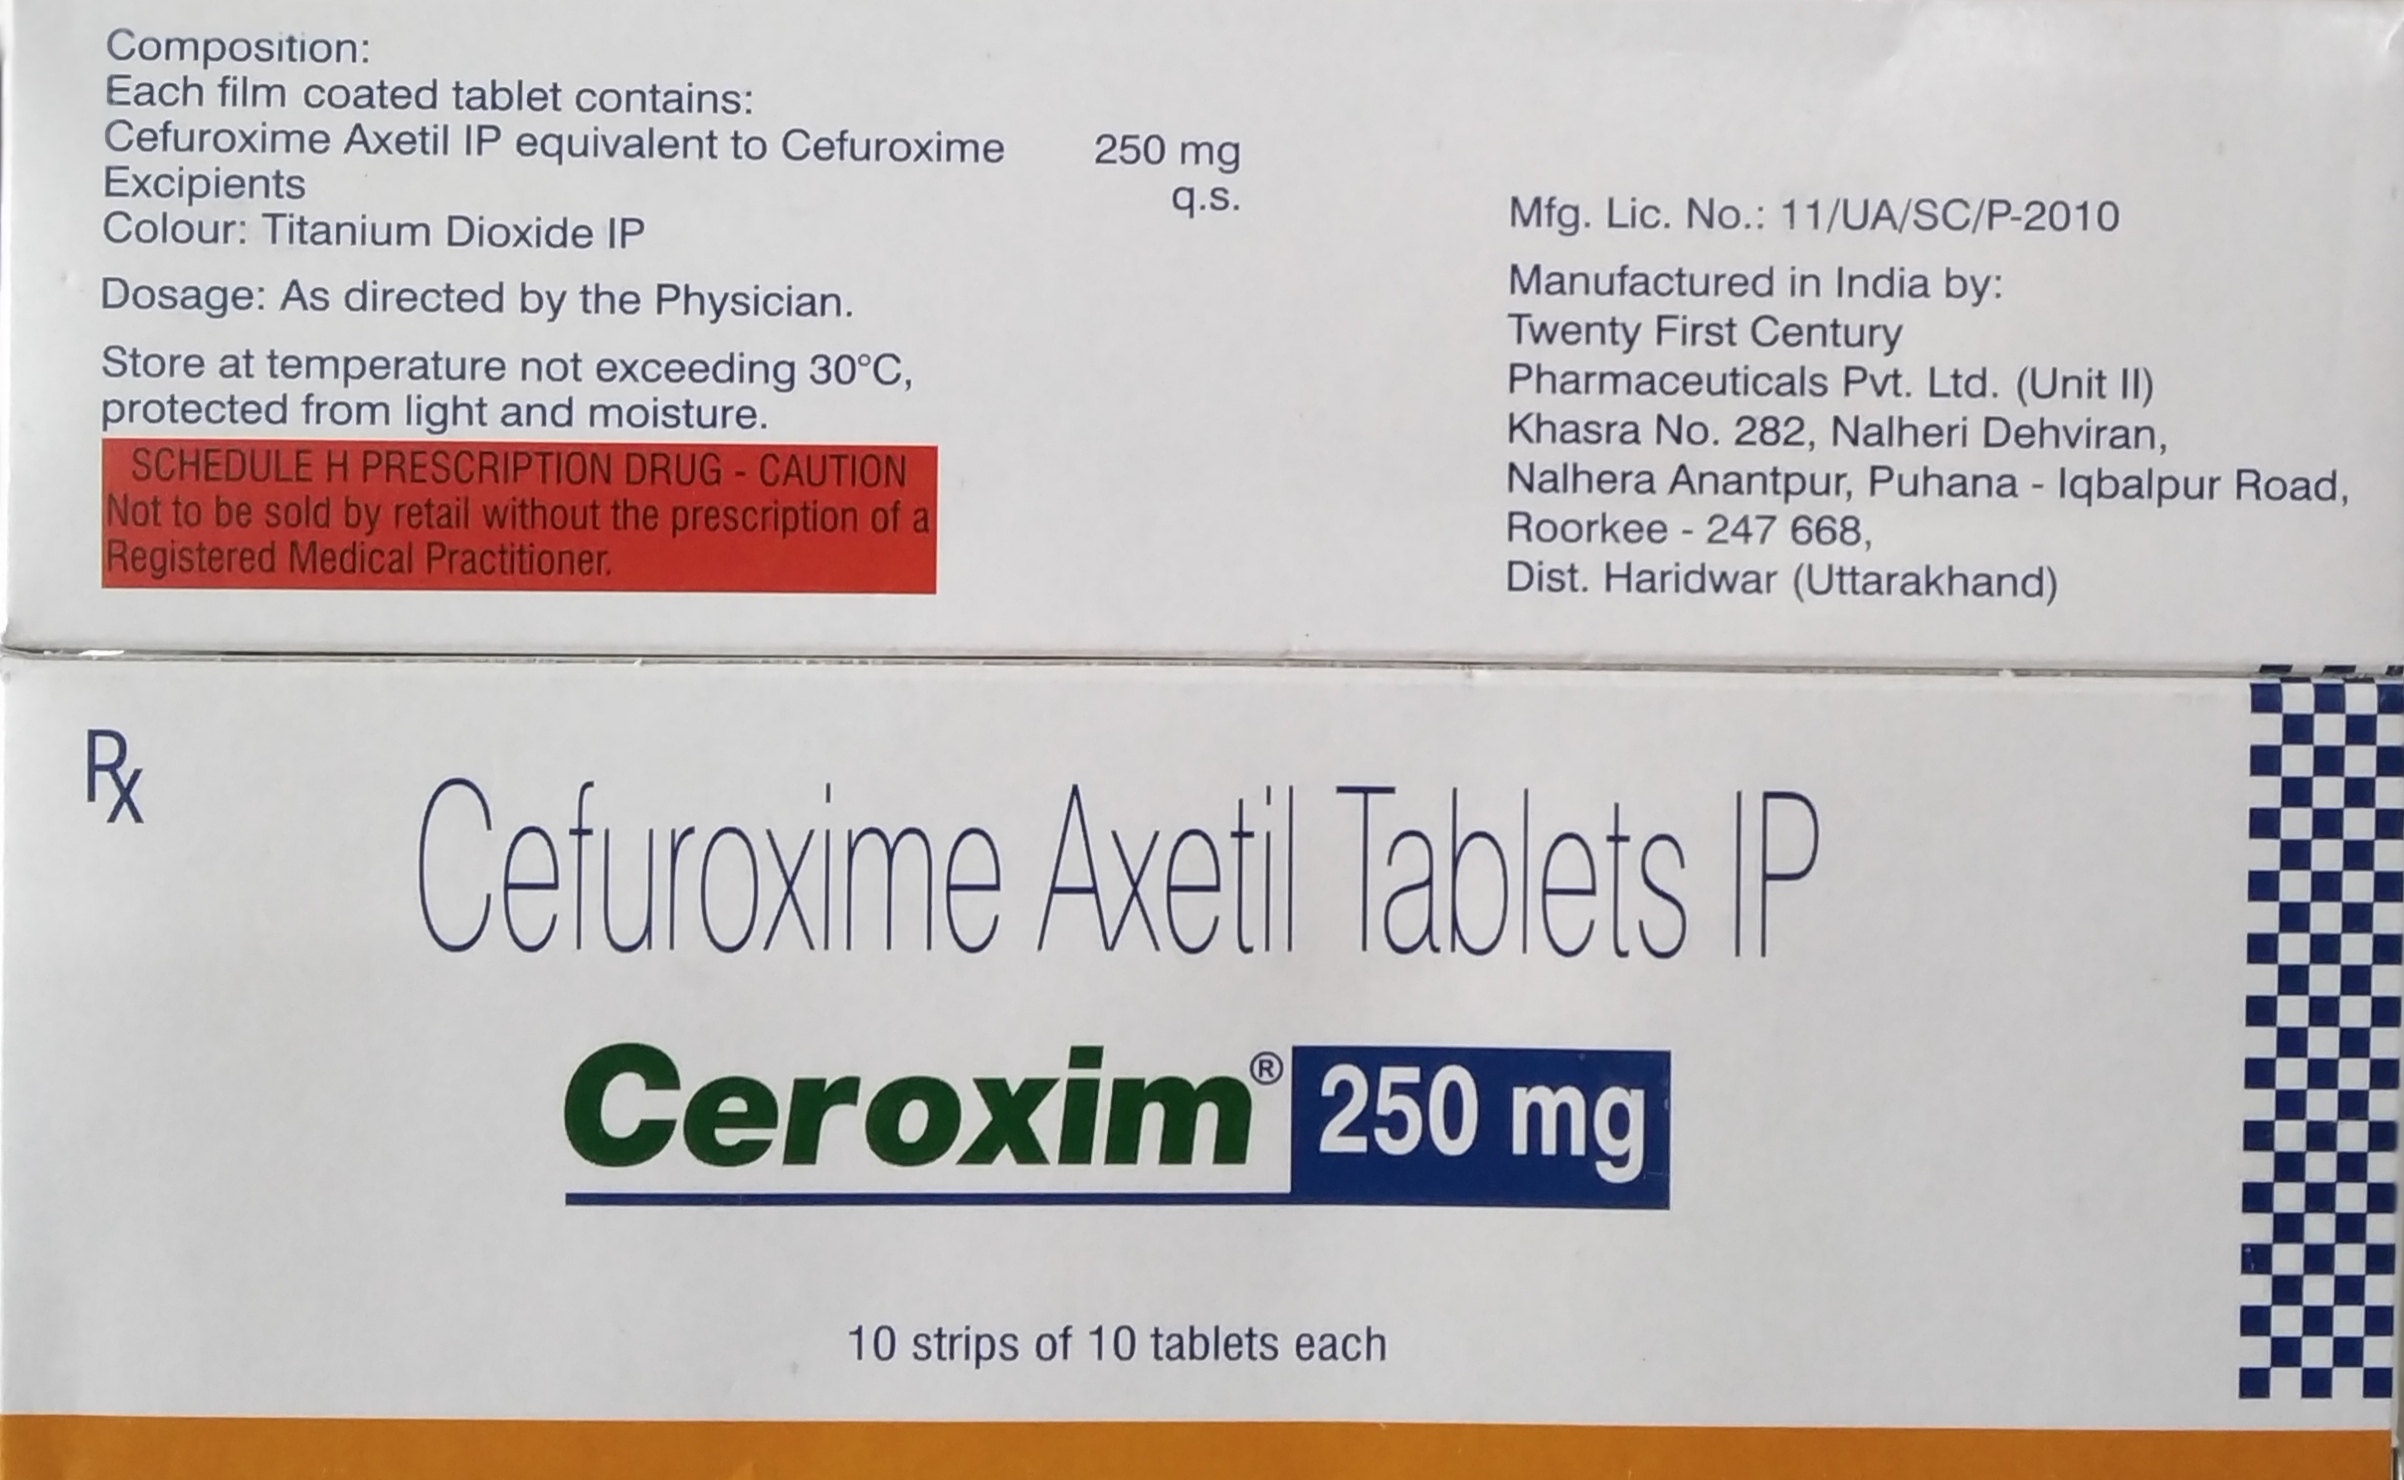 Composition:
Each film coated tablet contains:
Cefuroxime Axetil IP equivalent to Cefuroxime 250 mg
Excipients q.s.
Colour: Titanium Dioxide IP
Dosage: As directed by the Physician.
Store at temperature not exceeding 30°C,
protected from light and moisture.
SCHEDULE H PRESCRIPTION DRUG - CAUTION
Not to be sold by retail without the prescription of a
Registered Medical Practitioner.
Mfg. Lic. No.: 11/UA/SC/P-2010
Manufactured in India by:
Twenty First Century
Pharmaceuticals Pvt. Ltd. (Unit II)
Khasra No. 282, Nalheri Dehviran,
Nalhera Anantpur, Puhana - Iqbalpur Road,
Roorkee - 247 668,
Dist. Haridwar (Uttarakhand)
Rx
Cefuroxime Axetil Tablets IP
Ceroxim® 250 mg
10 strips of 10 tablets each